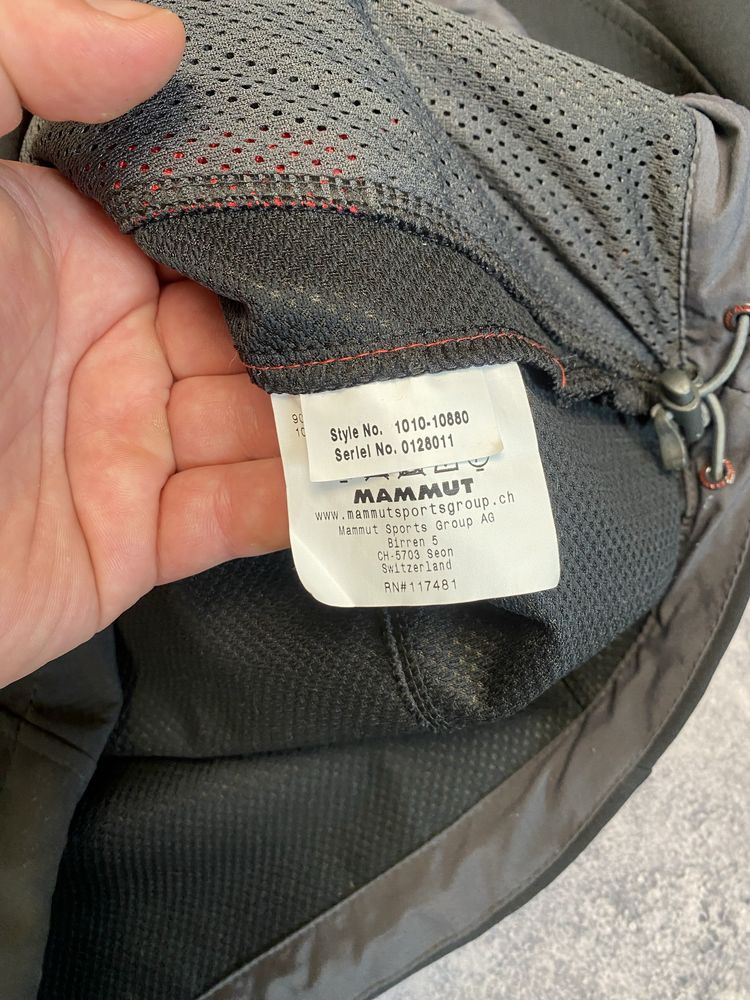 Style No. 1010-10880
Seriel No. 0128011
MAMMUT
www.mammutsportsgroup.ch
Mammut Sports Group AG
Birren 5
CH-5703 Seon
Switzerland
RN#117481